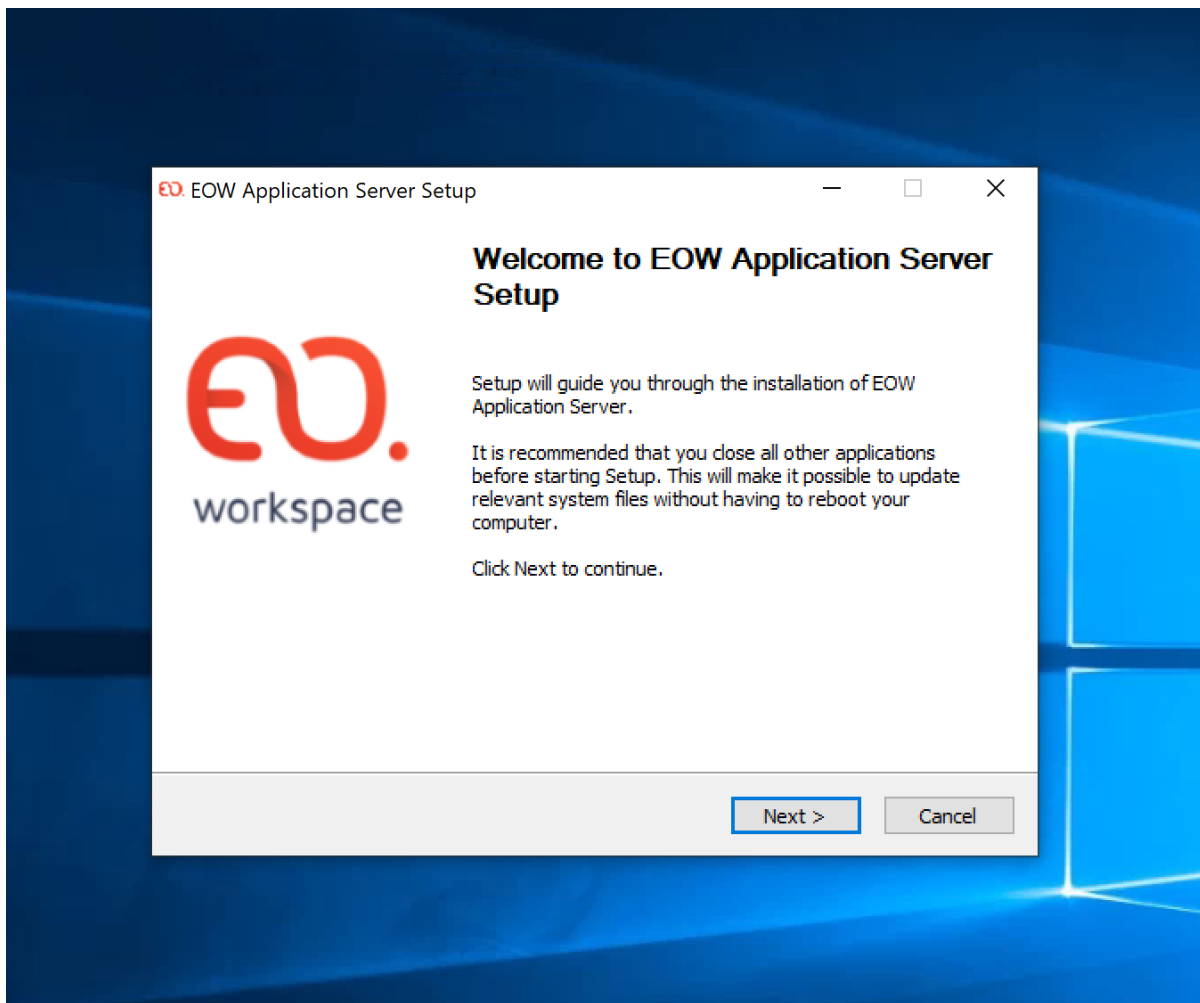 EO. EOW Application Server Setup
Welcome to EOW Application Server
Setup
EO.
workspace
Setup will guide you through the installation of EOW
Application Server.
It is recommended that you close all other applications
before starting Setup. This will make it possible to update
relevant system files without having to reboot your
computer.
Click Next to continue.
Next >
Cancel